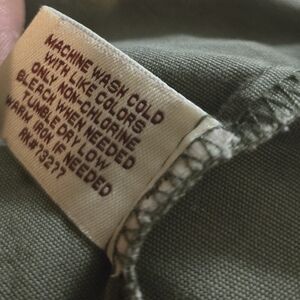 MACHINE WASH COLD
WITH LIKE COLORS
ONLY NON-CHLORINE
BLEACH WHEN NEEDED
TUMBLE DRY LOW
WARM IRON IF NEEDED
RN#73277